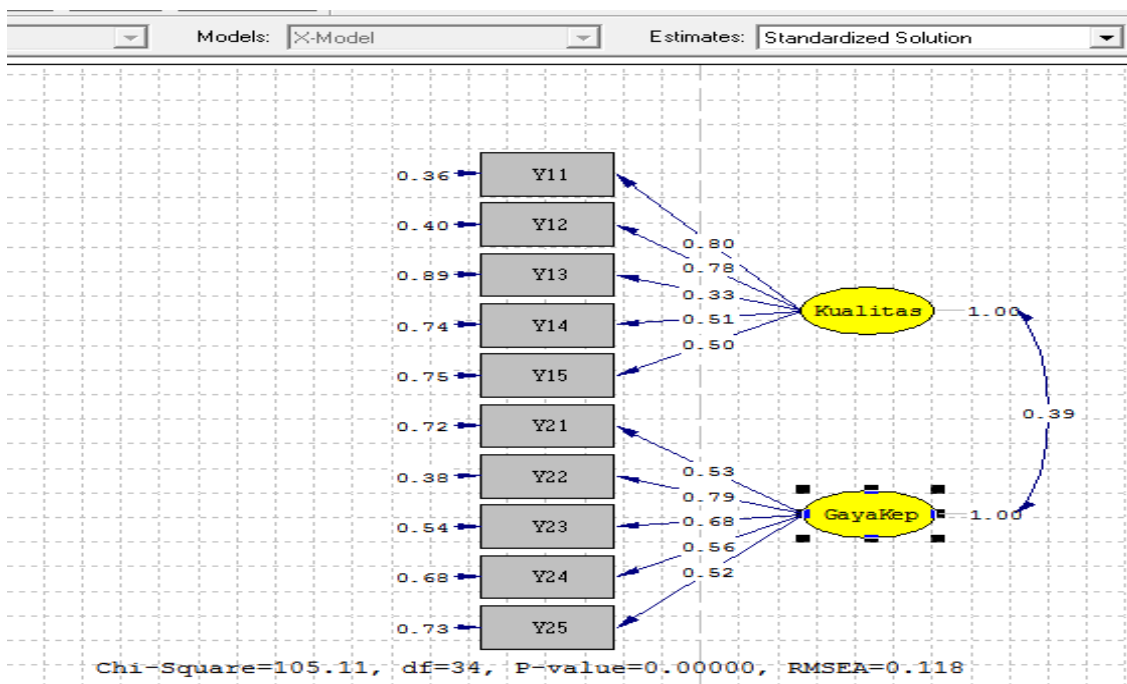 Models: X-Model Estimates: Standardized Solution
0.36 Y11
0.40 Y12
0.80
0.78
0.89 Y13
0.33
Kualitas 1.00
0.74 Y14
0.51
0.50
0.75 Y15
0.39
0.72 Y21
0.53
0.38 Y22
0.79
0.54 Y23
0.68
GayaKep 1.00
0.56
0.68 Y24
0.52
0.73 Y25
Chi-Square=105.11, df=34, P-value=0.00000, RMSEA=0.118